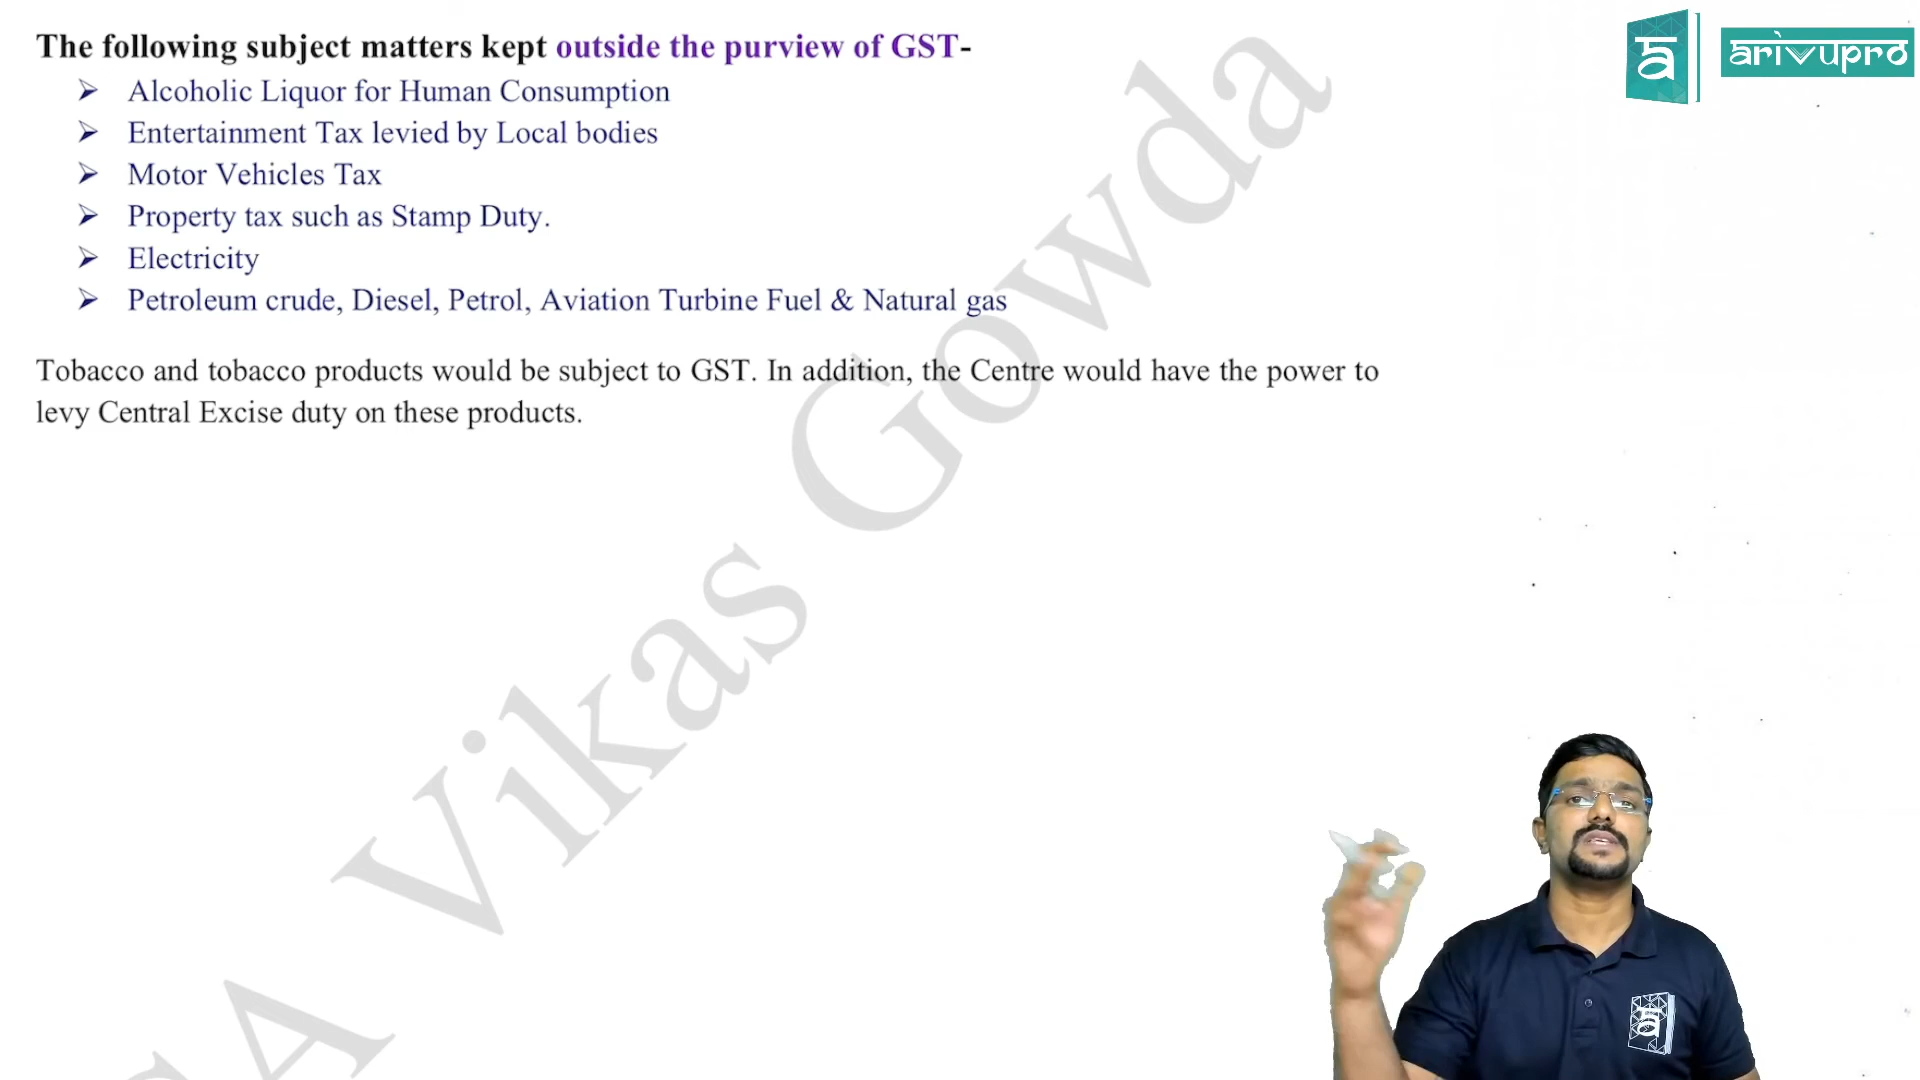 The following subject matters kept outside the purview of GST-
➢ Alcoholic Liquor for Human Consumption
➢ Entertainment Tax levied by Local bodies
➢ Motor Vehicles Tax
➢ Property tax such as Stamp Duty.
➢ Electricity
➢ Petroleum crude, Diesel, Petrol, Aviation Turbine Fuel & Natural gas
Tobacco and tobacco products would be subject to GST. In addition, the Centre would have the power to
levy Central Excise duty on these products.
CA Vikas Gowda
arivupro